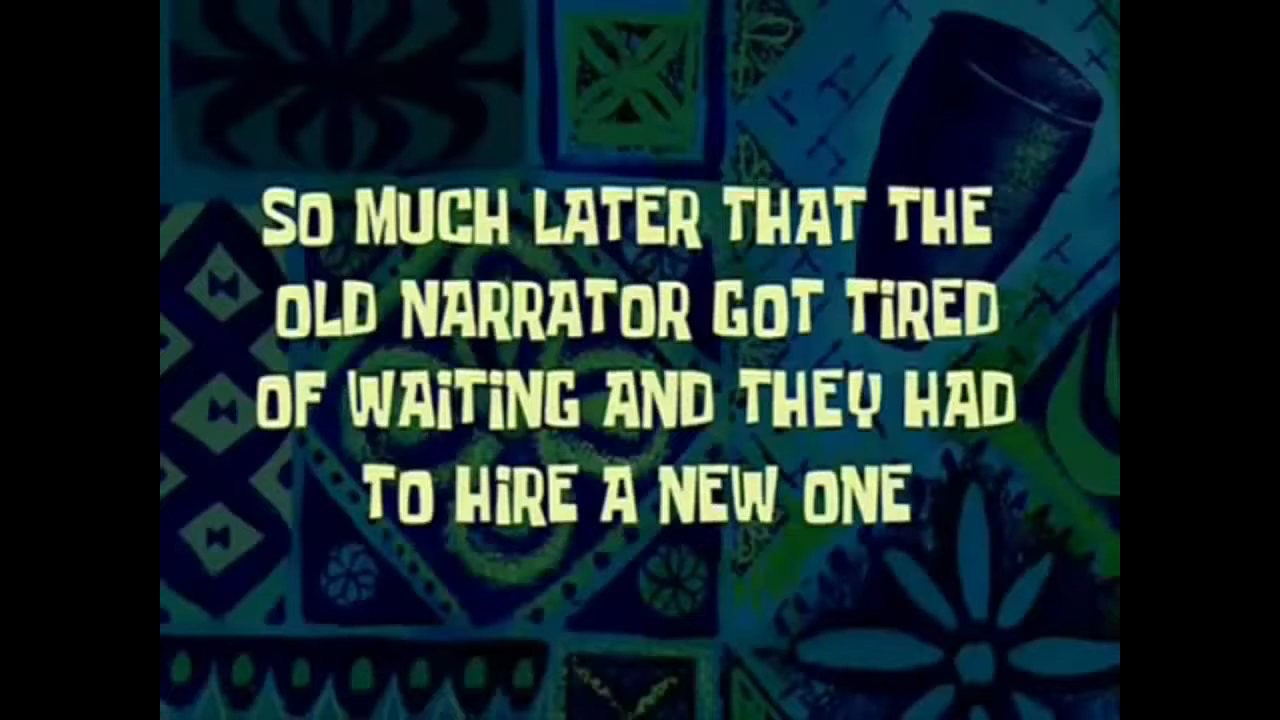 SO MUCH LATER THAT THE
OLD NARRATOR GOT TiRED
OF WAiTiNG AND THEY HAD
TO HiRE A NEW ONE